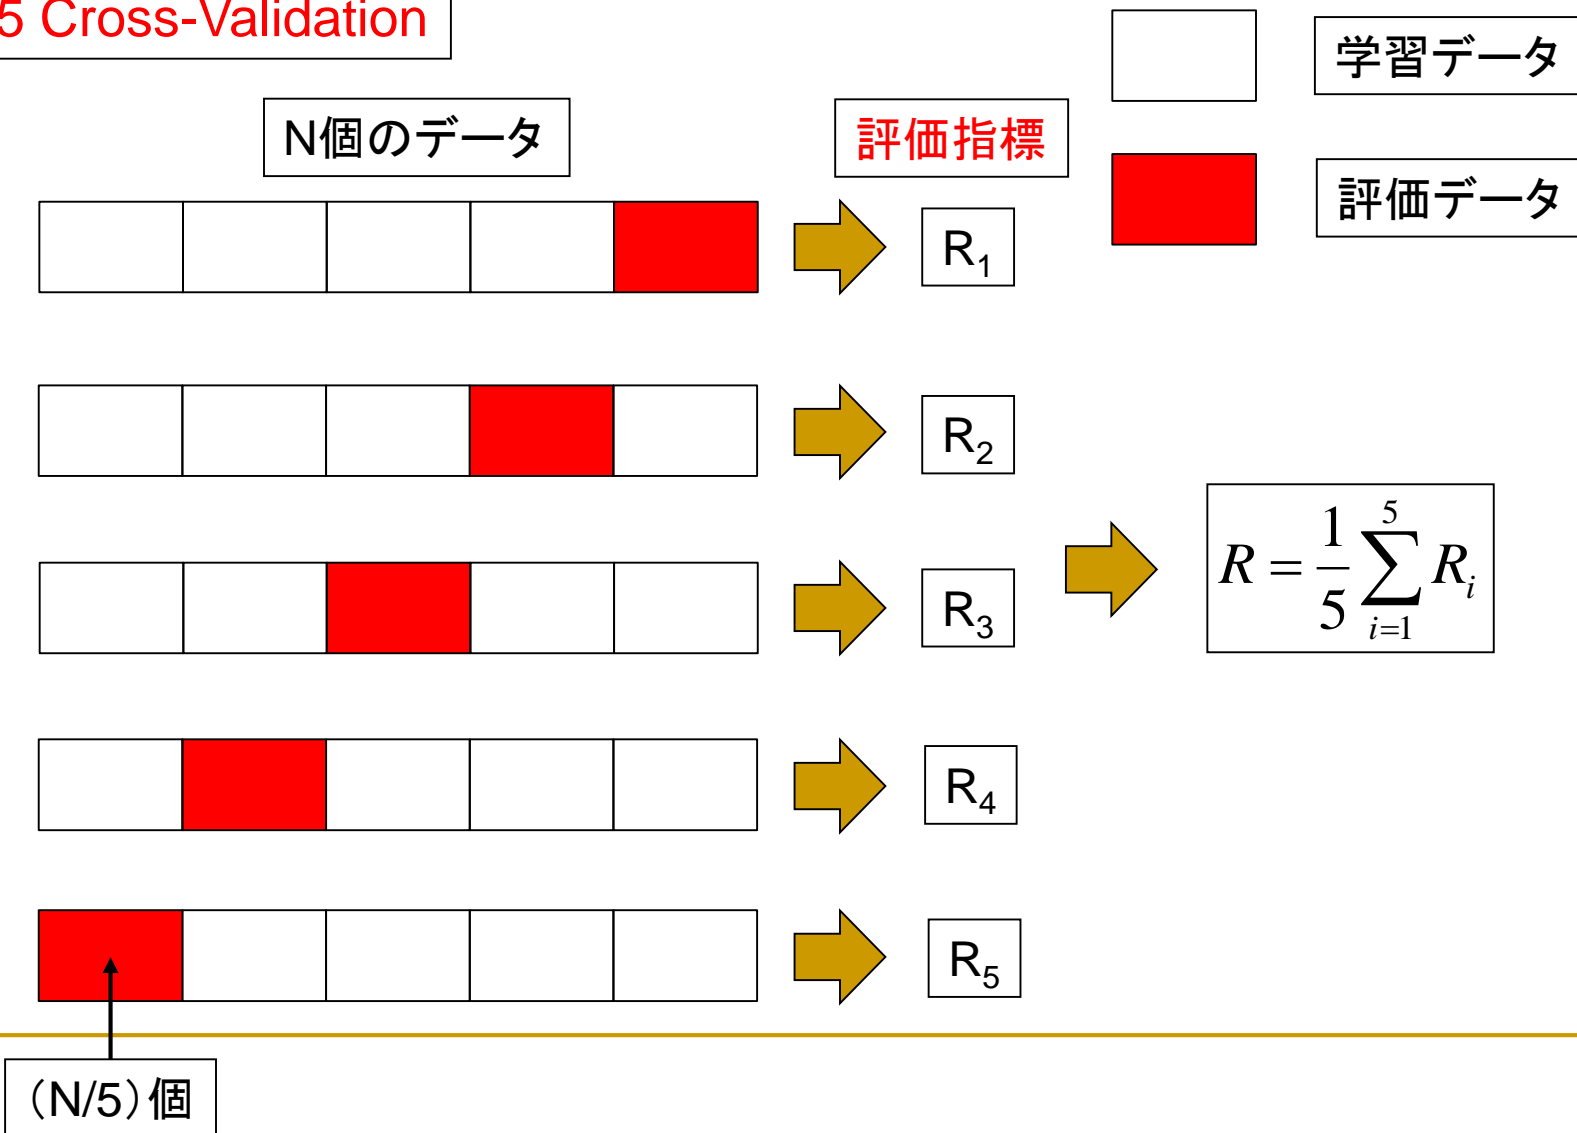 5 Cross-Validation
学習データ
N個のデータ
評価指標
評価データ
R₁
R₂
R = 1/5 ∑_{i=1}^{5} R_i
R₃
R₄
R₅
（N/5）個